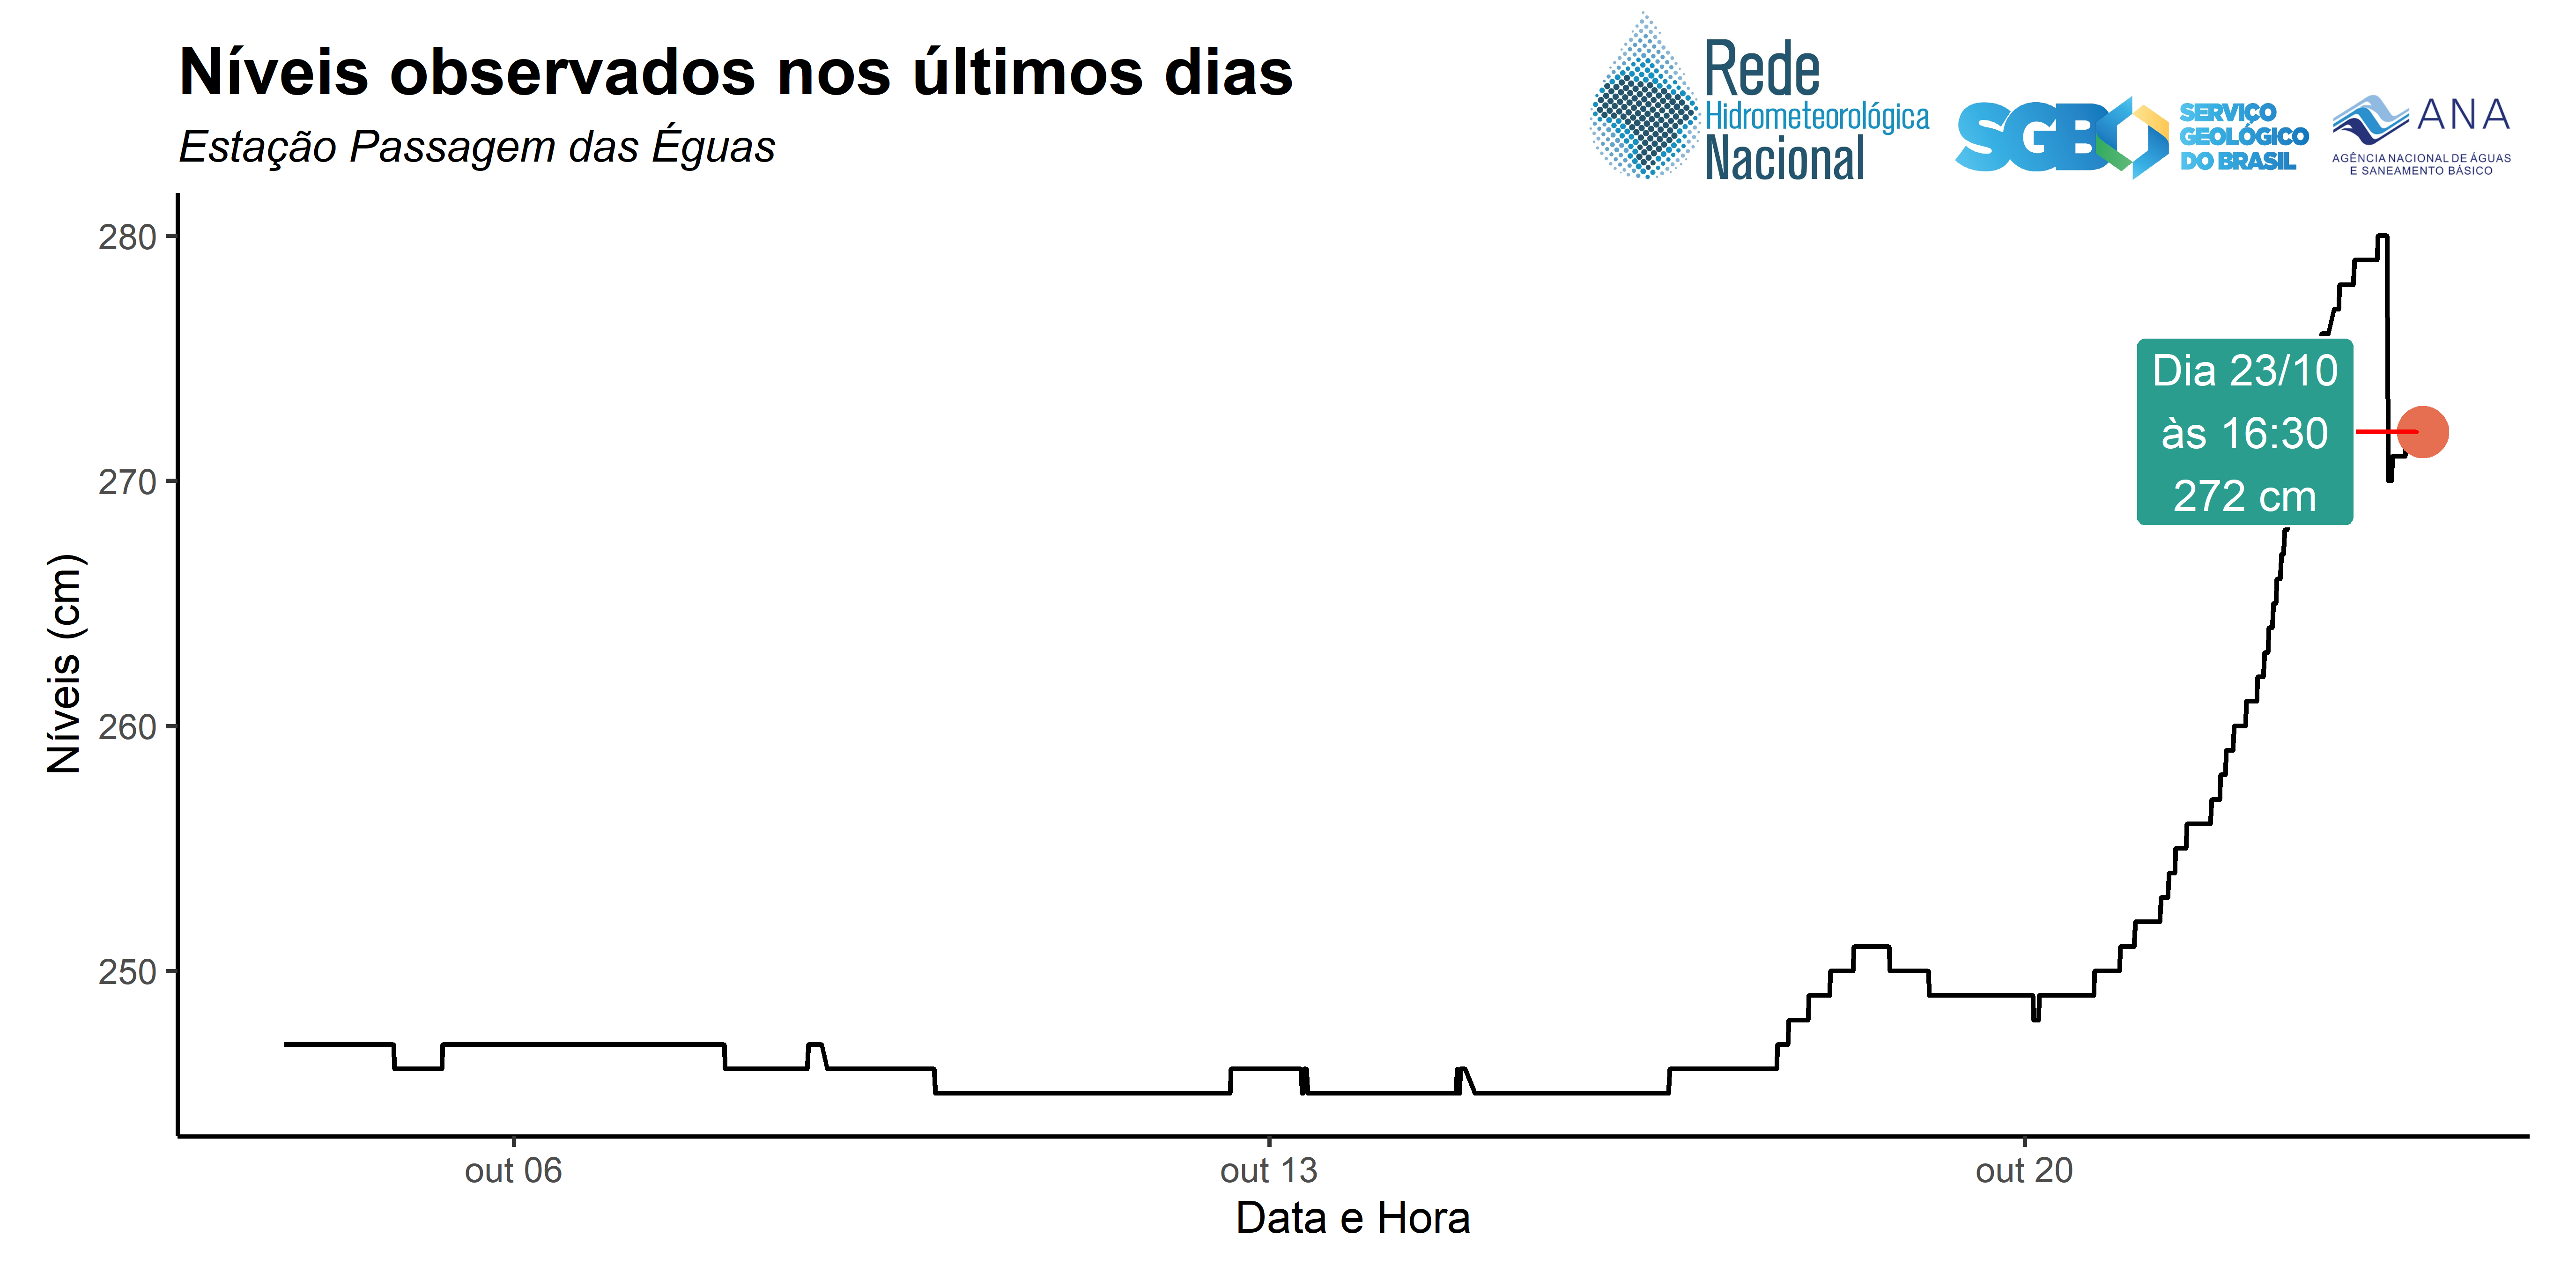 Níveis observados nos últimos dias
Estação Passagem das Éguas
Rede
Hidrometeorológica
Nacional
SGB
SERVIÇO
GEOLÓGICO
DO BRASIL
ANA
AGÊNCIA NACIONAL DE ÁGUAS
E SANEAMENTO BÁSICO
280
270
260
250
Níveis (cm)
Dia 23/10
às 16:30
272 cm
out 06
out 13
out 20
Data e Hora